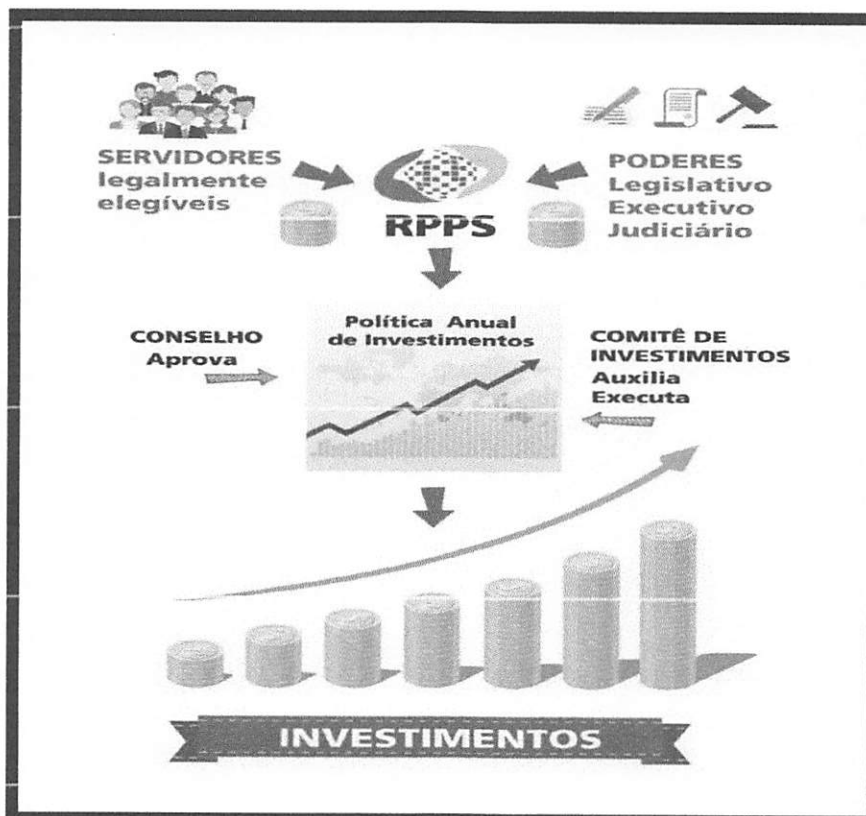 SERVIDORES
legalmente
elegíveis
RPPS
PODERES
Legislativo
Executivo
Judiciário
CONSELHO
Aprova
Política Anual
de Investimentos
COMITÊ DE
INVESTIMENTOS
Auxilia
Executa
INVESTIMENTOS